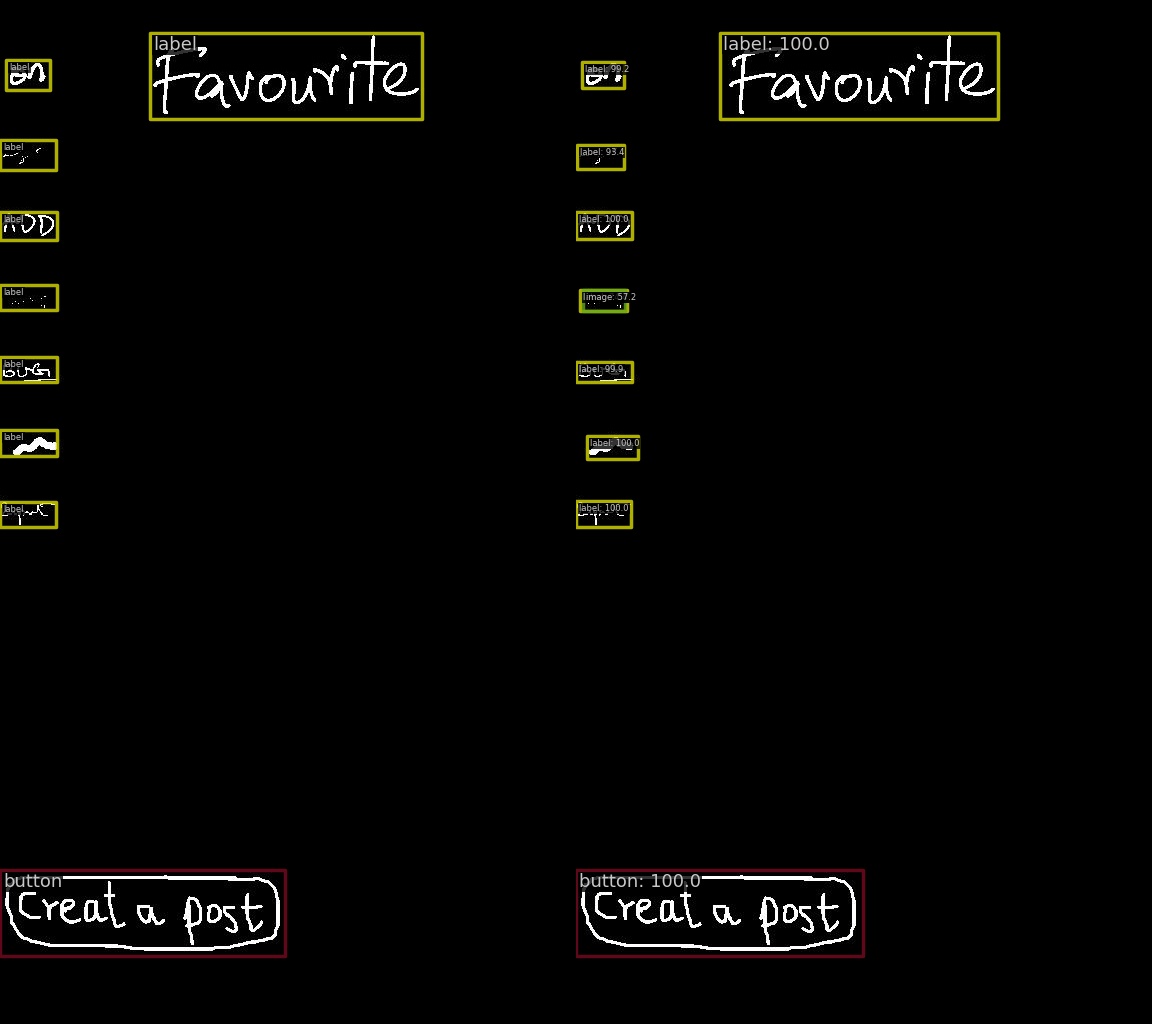 label label: 100.0
Favourite Favourite
label label: 99.2
on on
label label: 93.4
label label: 100.0
label image: 57.2
label label: 99.9
label label: 100.0
label label: 100.0
button button: 100.0
Creat a post Creat a post